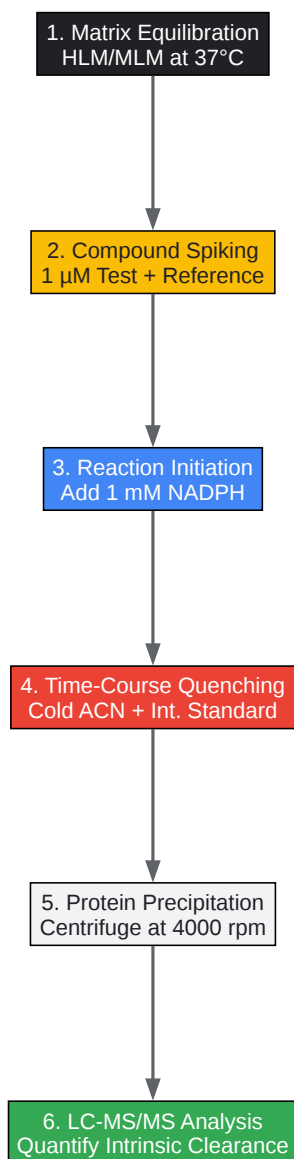 1. Matrix Equilibration
HLM/MLM at 37°C
2. Compound Spiking
1 µM Test + Reference
3. Reaction Initiation
Add 1 mM NADPH
4. Time-Course Quenching
Cold ACN + Int. Standard
5. Protein Precipitation
Centrifuge at 4000 rpm
6. LC-MS/MS Analysis
Quantify Intrinsic Clearance